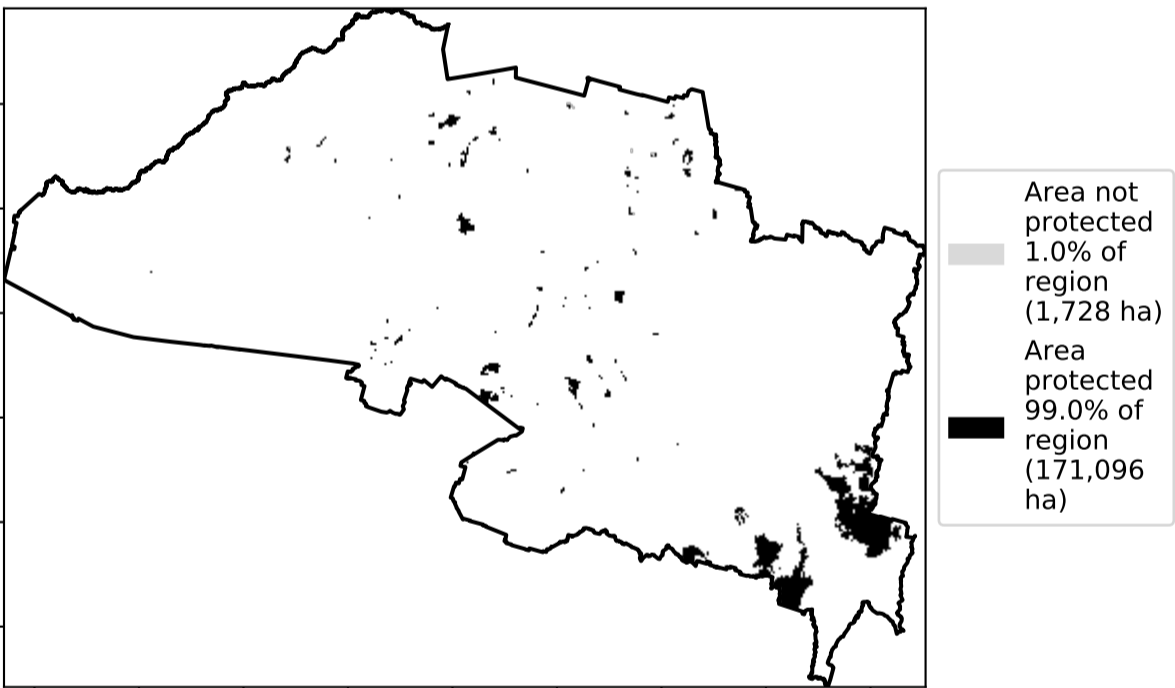 Area not
protected
1.0% of
region
(1,728 ha)
Area
protected
99.0% of
region
(171,096
ha)